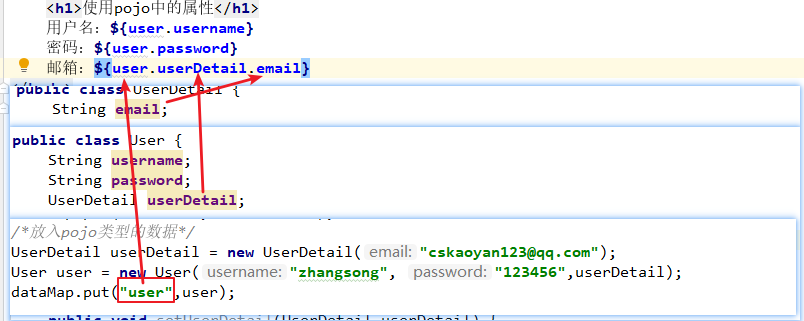 <h1>使用pojo中的属性</h1>
用户名：${user.username}
密码：${user.password}
邮箱：${user.userDetail.email}
public class UserDetail {
String email;
public class User {
String username;
String password;
UserDetail userDetail;
/*放入pojo类型的数据*/
UserDetail userDetail = new UserDetail( email: "cskaoyan123@qq.com");
User user = new User( username: "zhangsong", password: "123456",userDetail);
dataMap.put("user",user);
public void setUserDetail(UserDetail userDetail) {